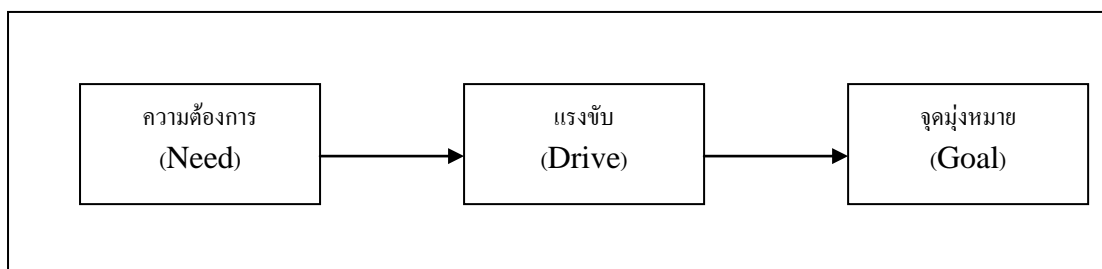 ความต้องการ
(Need)
แรงขับ
(Drive)
จุดมุ่งหมาย
(Goal)